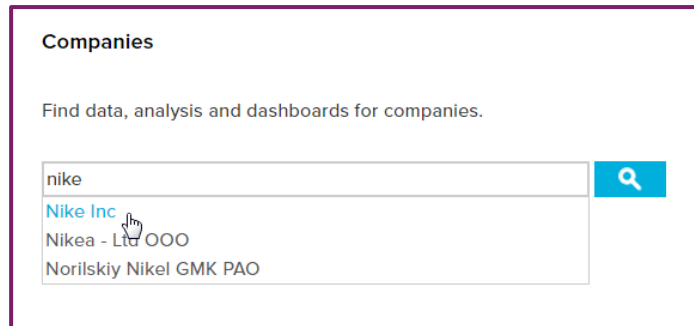 Companies
Find data, analysis and dashboards for companies.
nike
Nike Inc
Nikea - Ltd OOO
Norilskiy Nikel GMK PAO